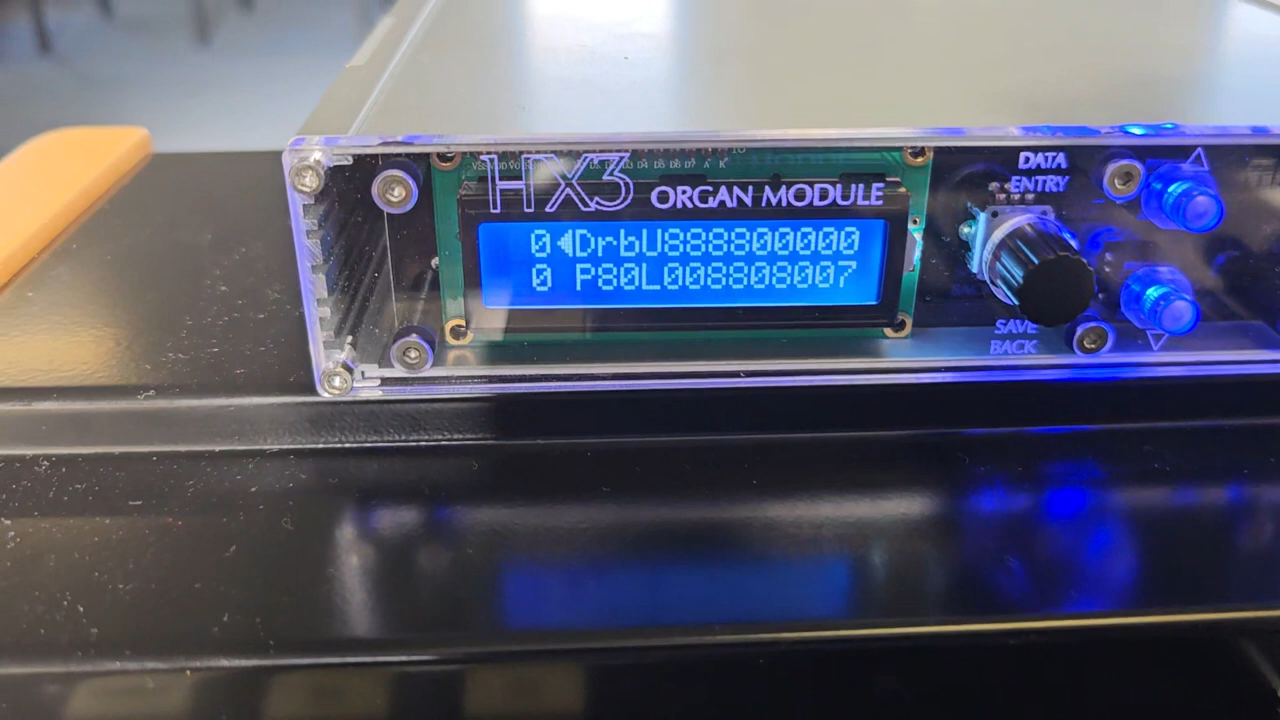 HX3 ORGAN MODULE
0◀DrbU888800000
0 P80L008808007
DATA
ENTRY
SAVE
BACK